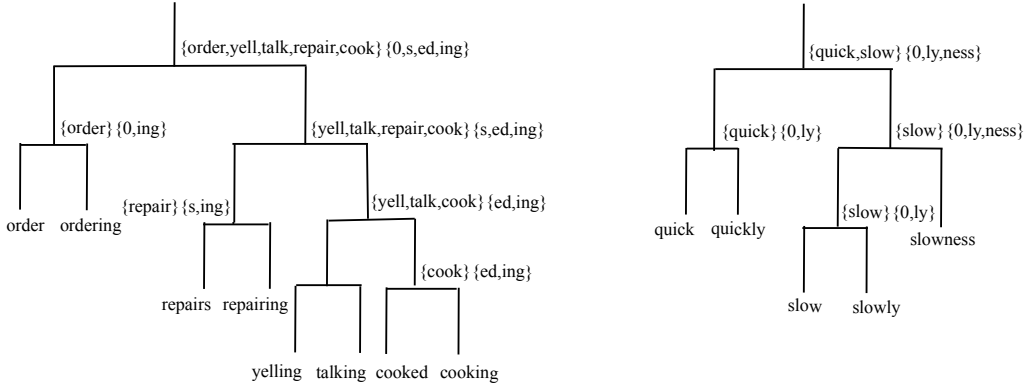 {order,yell,talk,repair,cook}{0,s,ed,ing}
{order}{0,ing}
{yell,talk,repair,cook}{s,ed,ing}
order
ordering
{repair}{s,ing}
{yell,talk,cook}{ed,ing}
repairs
repairing
{cook}{ed,ing}
yelling
talking
cooked
cooking
{quick,slow}{0,ly,ness}
{quick}{0,ly}
{slow}{0,ly,ness}
quick
quickly
{slow}{0,ly}
slowness
slow
slowly